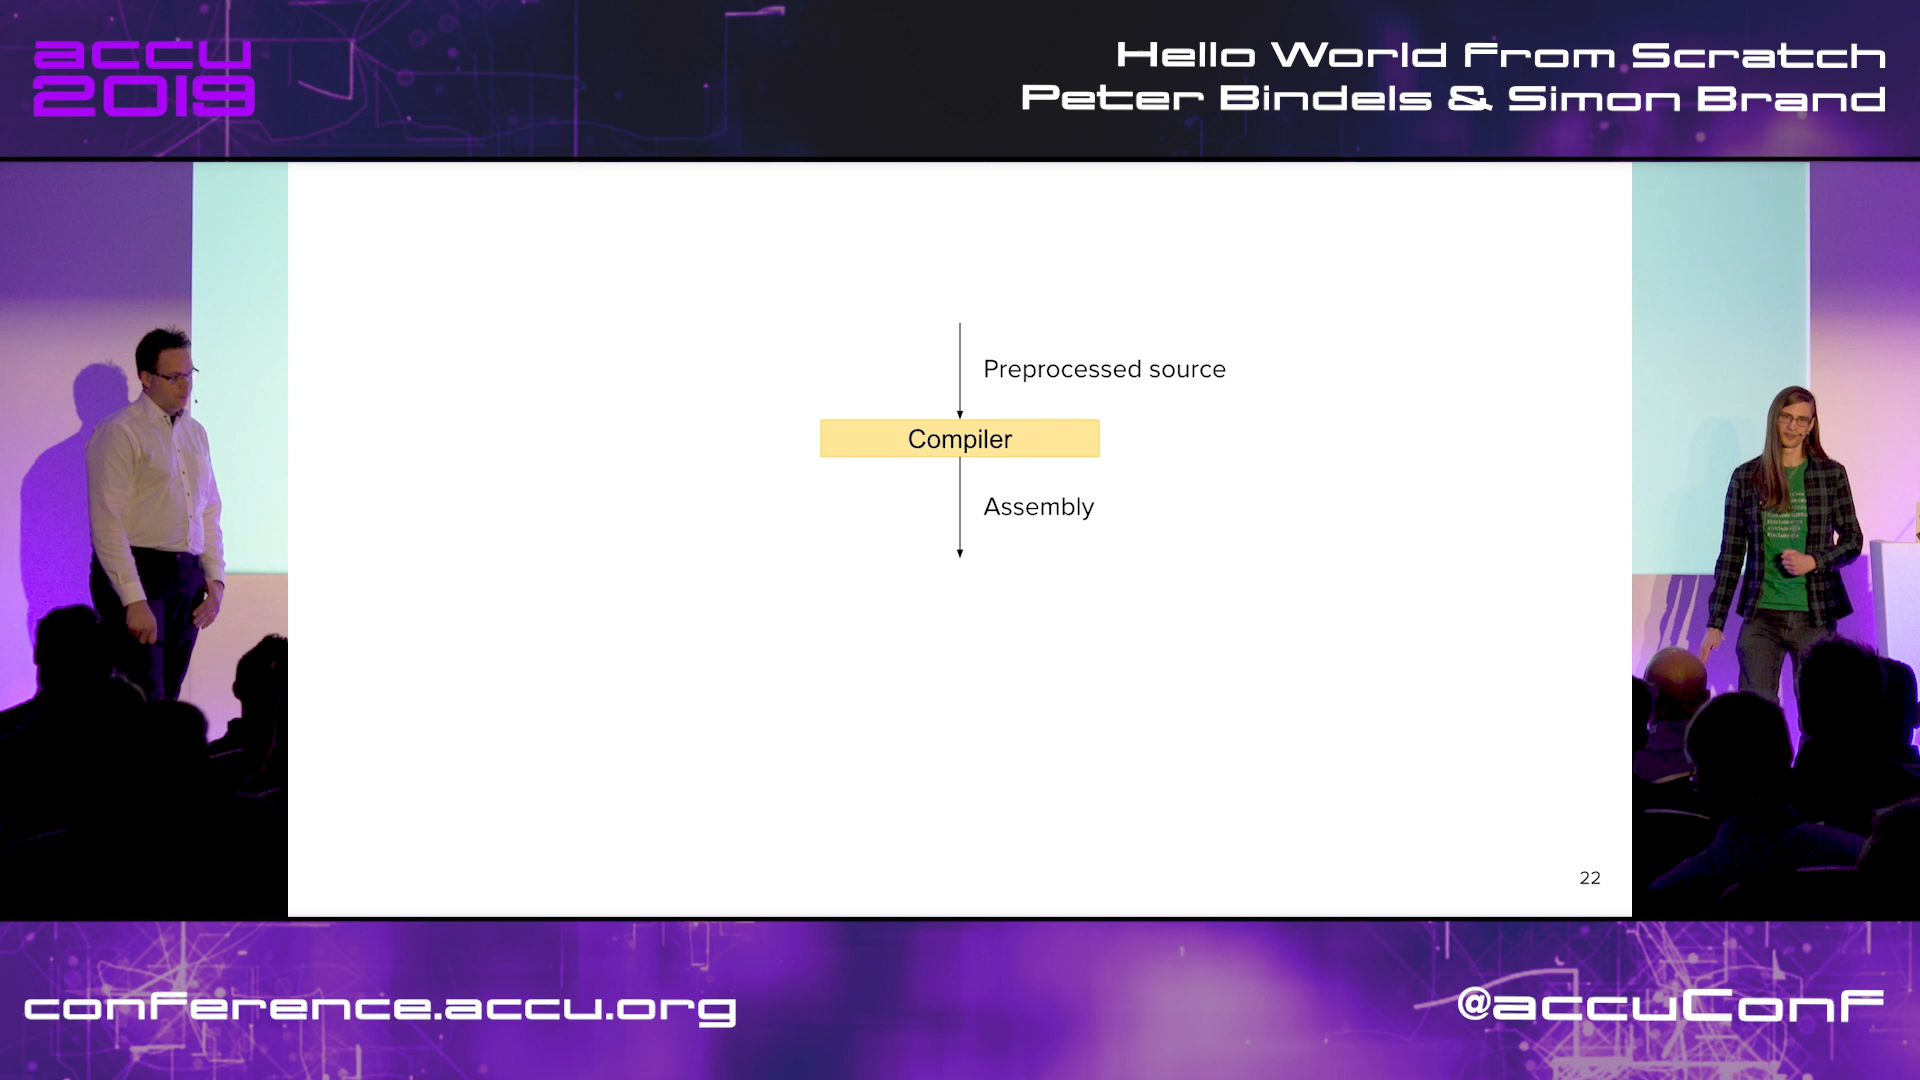 accu
2019
Hello World From Scratch
Peter Bindels & Simon Brand
Preprocessed source
Compiler
Assembly
22
conference.accu.org
@accuConf